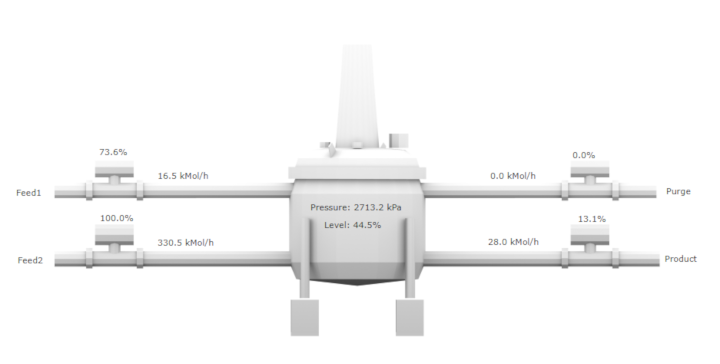 73.6%
16.5 kMol/h
0.0 kMol/h
0.0%
Feed1
Purge
Pressure: 2713.2 kPa
Level: 44.5%
100.0%
330.5 kMol/h
28.0 kMol/h
13.1%
Feed2
Product